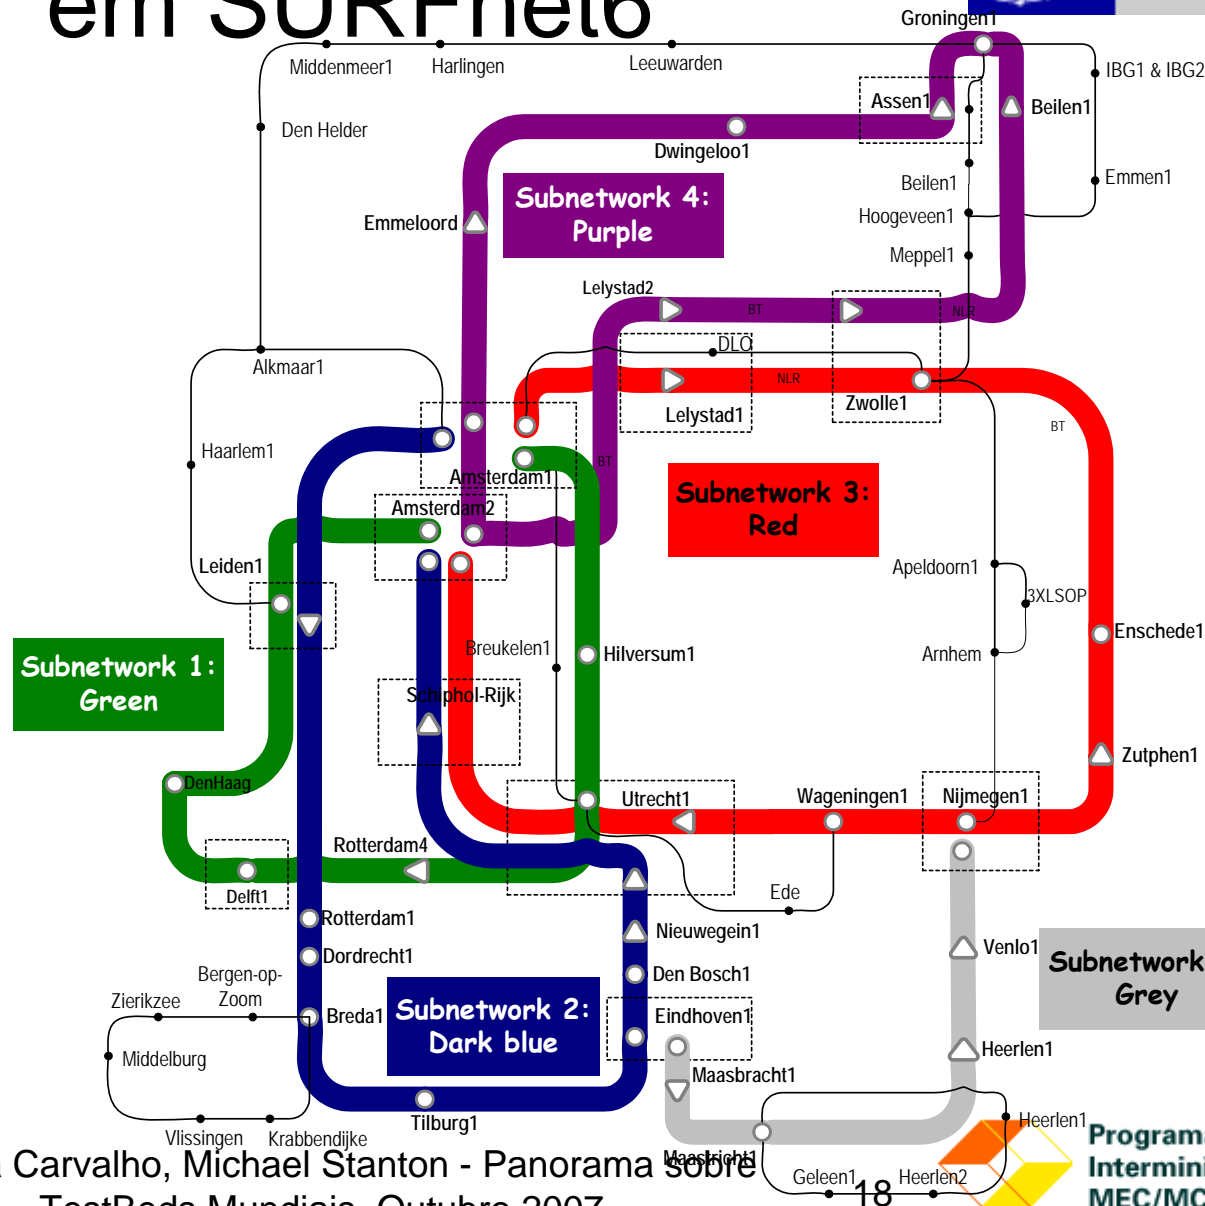 em SURFnet6
Groningen1
Middenmeer1
Harlingen
Leeuwarden
IBG1 & IBG2
Assen1
Beilen1
Den Helder
Dwingeloo1
Beilen1
Emmen1
Subnetwork 4:
Purple
Emmeloord
Hoogeveen1
Meppel1
Lelystad2
BT
NLR
DLO
Alkmaar1
NLR
Lelystad1
Zwolle1
BT
Haarlem1
BT
Amsterdam1
Subnetwork 3:
Red
Amsterdam2
Leiden1
Apeldoorn1
3XLSOP
Enschede1
Breukelen1
Hilversum1
Arnhem
Subnetwork 1:
Green
Schiphol-Rijk
Zutphen1
DenHaag
Utrecht1
Wageningen1
Nijmegen1
Rotterdam4
Delft1
Ede
Rotterdam1
Nieuwegein1
Dordrecht1
Den Bosch1
Venlo1
Subnetwork
Grey
Bergen-op-
Zoom
Zierikzee
Breda1
Subnetwork 2:
Dark blue
Eindhoven1
Middelburg
Heerlen1
Maasbracht1
Tilburg1
Heerlen1
Vlissingen
Krabbendijke
Maastricht1
Geleen1
Heerlen2
a Carvalho, Michael Stanton - Panorama sobre
TestBeds Mundiais, Outubro 2007
18
Programa
Intermini
MEC/MC